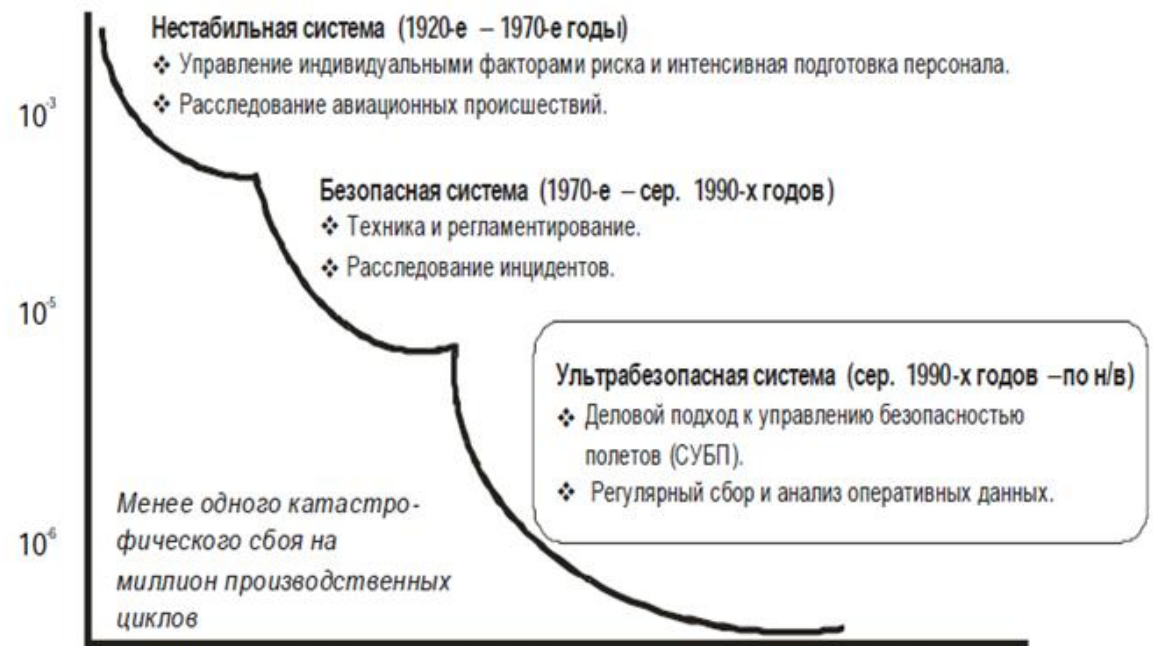 Нестабильная система (1920-е – 1970-е годы)
❖ Управление индивидуальными факторами риска и интенсивная подготовка персонала.
❖ Расследование авиационных происшествий.
10⁻³
Безопасная система (1970-е – сер. 1990-х годов)
❖ Техника и регламентирование.
❖ Расследование инцидентов.
10⁻⁵
Ультрабезопасная система (сер. 1990-х годов –по н/в)
❖ Деловой подход к управлению безопасностью
полетов (СУБП).
❖ Регулярный сбор и анализ оперативных данных.
Менее одного катастро-
фического сбоя на
миллион производственных
циклов
10⁻⁶